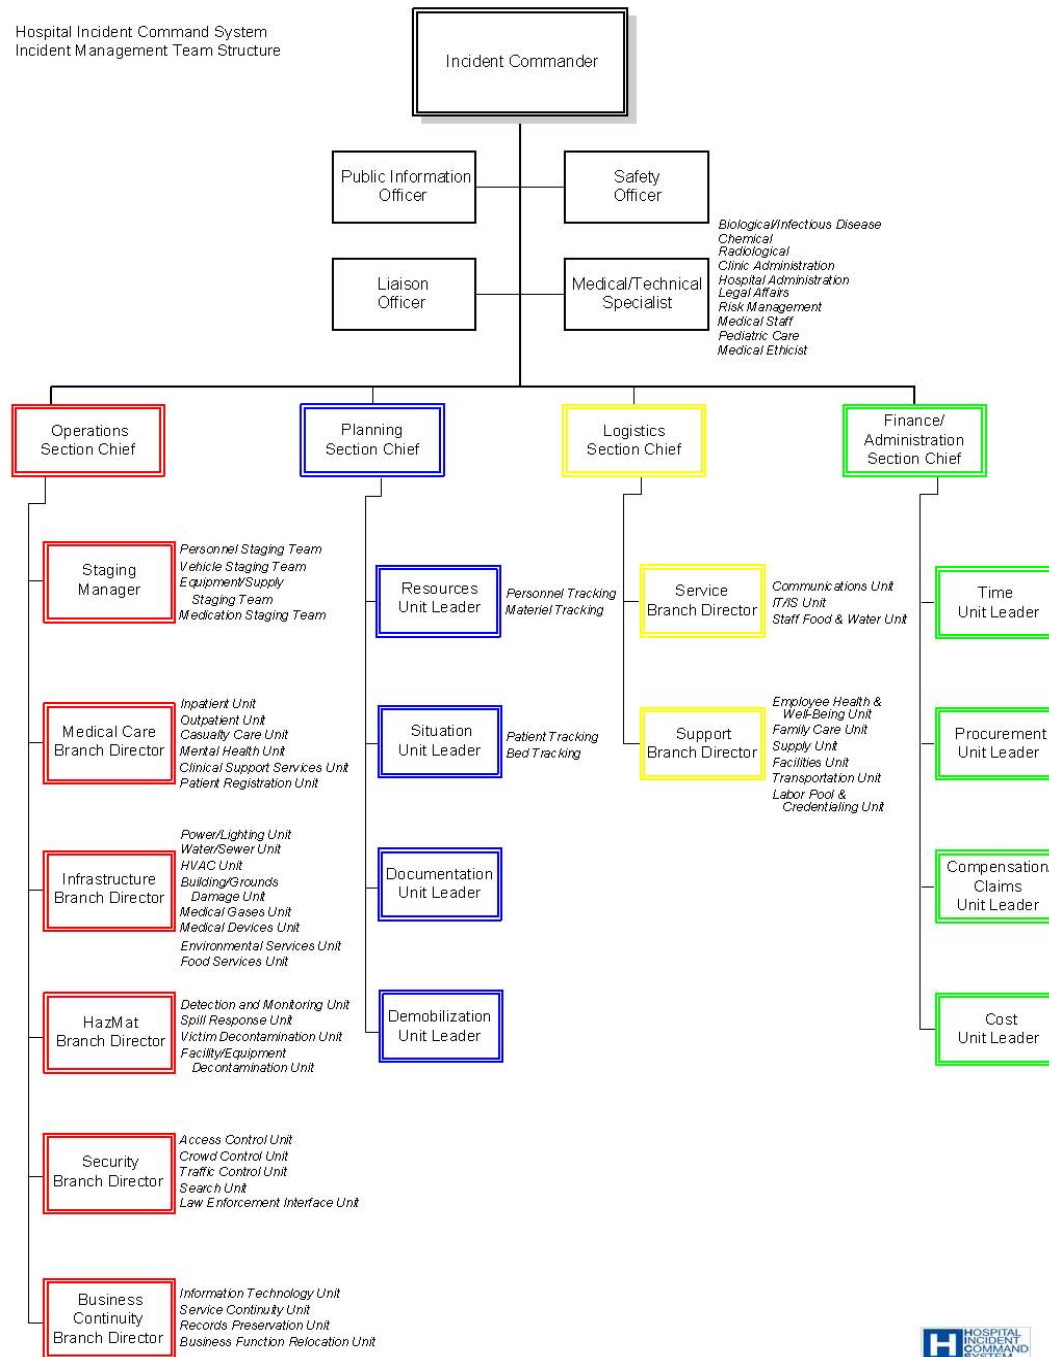 Hospital Incident Command System
Incident Management Team Structure
Incident Commander
Public Information
Officer
Safety
Officer
Liaison
Officer
Medical/Technical
Specialist
Biological/Infectious Disease
Chemical
Radiological
Clinic Administration
Hospital Administration
Legal Affairs
Risk Management
Medical Staff
Pediatric Care
Medical Ethicist
Operations
Section Chief
Planning
Section Chief
Logistics
Section Chief
Finance/
Administration
Section Chief
Staging
Manager
Personnel Staging Team
Vehicle Staging Team
Equipment/Supply
Staging Team
Medication Staging Team
Resources
Unit Leader
Personnel Tracking
Materiel Tracking
Service
Branch Director
Communications Unit
IT/IS Unit
Staff Food & Water Unit
Time
Unit Leader
Medical Care
Branch Director
Inpatient Unit
Outpatient Unit
Casualty Care Unit
Mental Health Unit
Clinical Support Services Unit
Patient Registration Unit
Situation
Unit Leader
Patient Tracking
Bed Tracking
Support
Branch Director
Employee Health &
Well-Being Unit
Family Care Unit
Supply Unit
Facilities Unit
Transportation Unit
Labor Pool &
Credentialing Unit
Procurement
Unit Leader
Infrastructure
Branch Director
Power/Lighting Unit
Water/Sewer Unit
HVAC Unit
Building/Grounds
Damage Unit
Medical Gases Unit
Medical Devices Unit
Environmental Services Unit
Food Services Unit
Documentation
Unit Leader
Compensation/
Claims
Unit Leader
HazMat
Branch Director
Detection and Monitoring Unit
Spill Response Unit
Victim Decontamination Unit
Facility/Equipment
Decontamination Unit
Demobilization
Unit Leader
Cost
Unit Leader
Security
Branch Director
Access Control Unit
Crowd Control Unit
Traffic Control Unit
Search Unit
Law Enforcement Interface Unit
Business
Continuity
Branch Director
Information Technology Unit
Service Continuity Unit
Records Preservation Unit
Business Function Relocation Unit
H
HOSPITAL
INCIDENT
COMMAND
SYSTEM